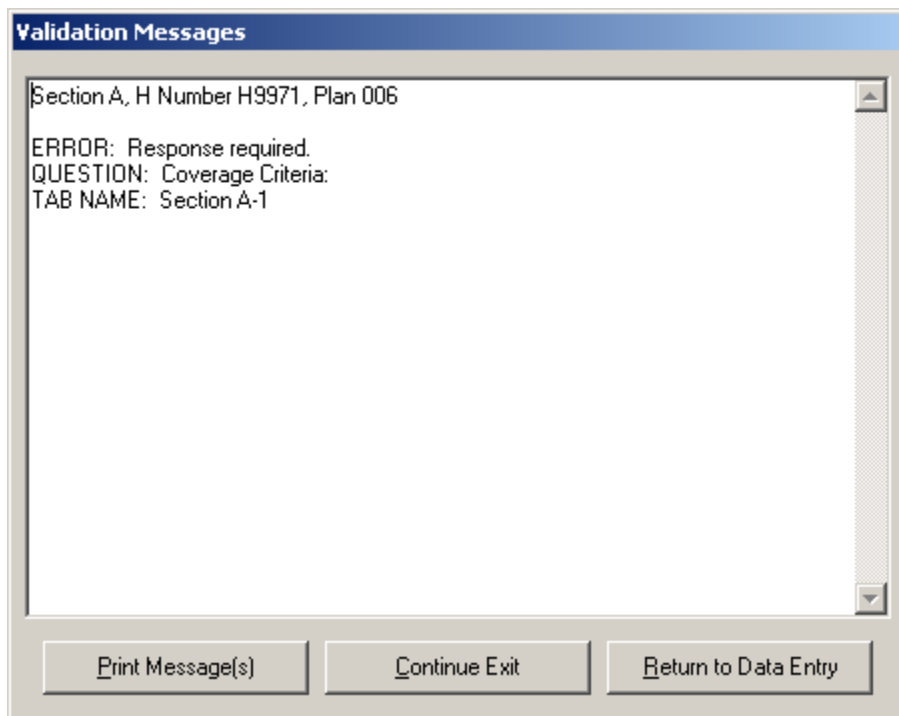 Validation Messages
Section A, H Number H9971, Plan 006
ERROR:  Response required.
QUESTION:  Coverage Criteria:
TAB NAME:  Section A-1
Print Message(s)
Continue Exit
Return to Data Entry